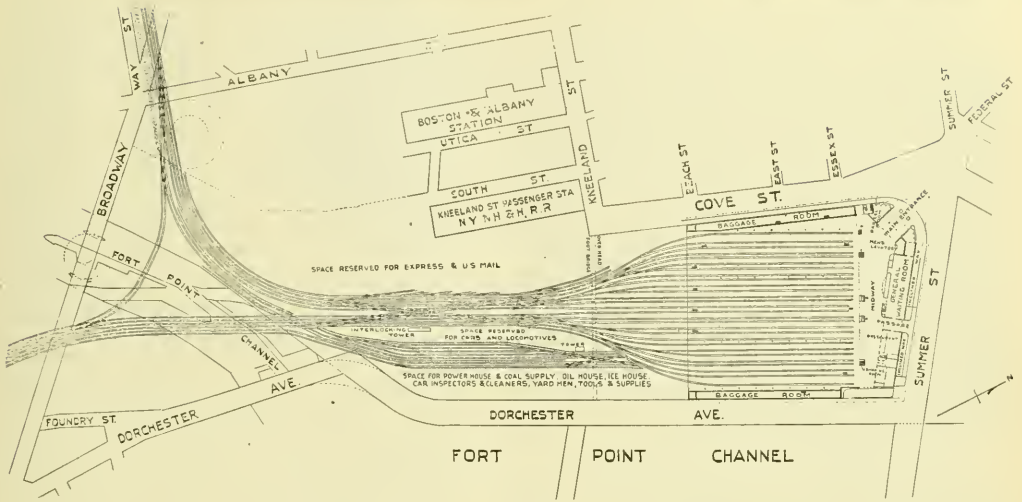 WAY ST
ALBANY
BROADWAY
BOSTON & ALBANY
STATION
UTICA ST
SOUTH ST.
KNEELAND ST PASSENGER STA
N.Y. N.H & H. R.R
KNEELAND ST
BEACH ST
EAST ST
ESSEX ST
SUMMER ST
FEDERAL ST
COVE ST.
BAGGAGE ROOM
MAIN ENTRANCE
GENERAL
WAITING ROOM
MIDWAY
SUMMER ST
SPACE RESERVED FOR EXPRESS & U S MAIL
FORT POINT CHANNEL
INTERLOCKING
TOWER
SPACE RESERVED
FOR CARS AND LOCOMOTIVES
TOWER
SPACE FOR POWER HOUSE & COAL SUPPLY, OIL HOUSE, ICE HOUSE
CAR INSPECTORS & CLEANERS, YARD MEN, TOOLS & SUPPLIES
BAGGAGE ROOM
FOUNDRY ST.
DORCHESTER AVE.
DORCHESTER AVE.
FORT POINT CHANNEL
N